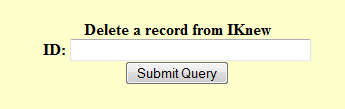 Delete a record from IKnew
ID:
Submit Query